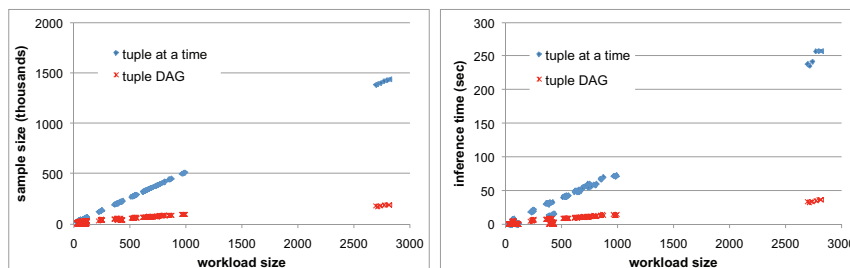 2000
1500
1000
500
0
sample size (thousands)
tuple at a time
tuple DAG
0 500 1000 1500 2000 2500 3000
workload size
300
250
200
150
100
50
0
inference time (sec)
tuple at a time
tuple DAG
0 500 1000 1500 2000 2500 3000
workload size